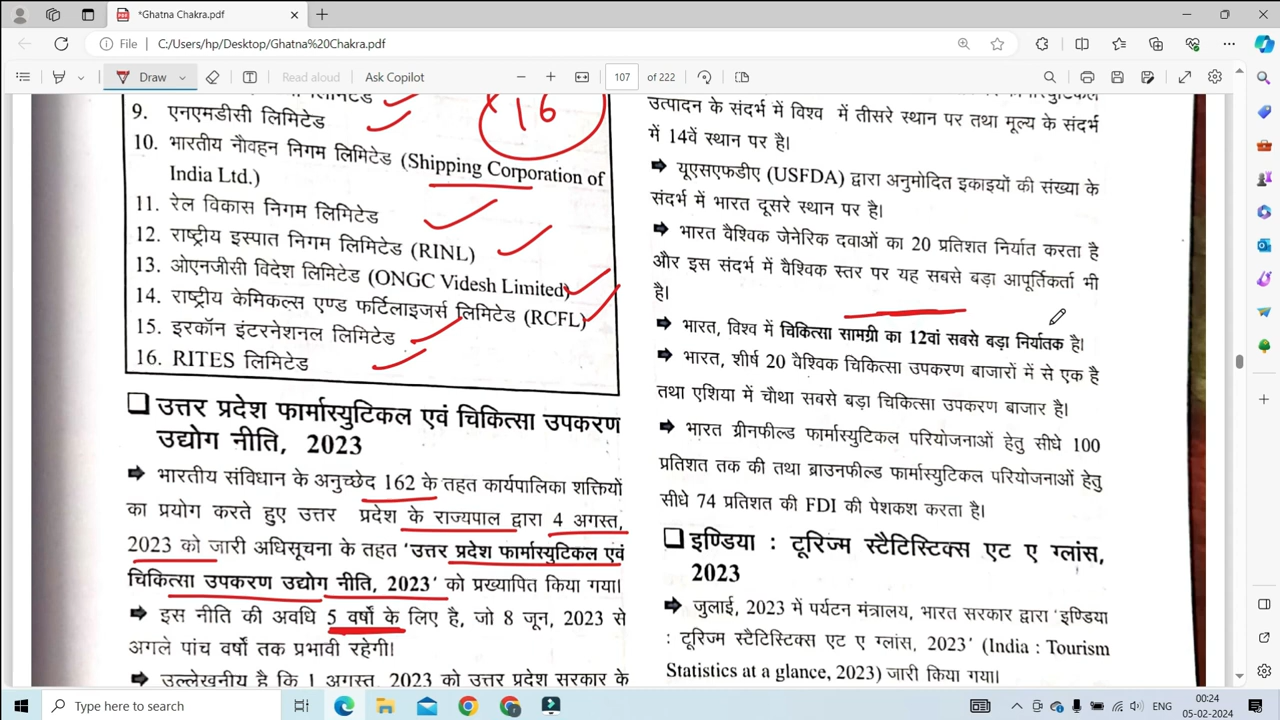 *Ghatna Chakra.pdf
File
C:/Users/hp/Desktop/Ghatna%20Chakra.pdf
Draw
Read aloud
Ask Copilot
107
of 222
लिमिटेड
16
9. एनएमडीसी लिमिटेड
10. भारतीय नौवहन निगम लिमिटेड (Shipping Corporation of
India Ltd.)
11. रेल विकास निगम लिमिटेड
12. राष्ट्रीय इस्पात निगम लिमिटेड (RINL)
13. ओएनजीसी विदेश लिमिटेड (ONGC Videsh Limited)
14. राष्ट्रीय केमिकल्स एण्ड फर्टिलाइजर्स लिमिटेड (RCFL)
15. इरकॉन इंटरनेशनल लिमिटेड
16. RITES लिमिटेड
❑ उत्तर प्रदेश फार्मास्युटिकल एवं चिकित्सा उपकरण
उद्योग नीति, 2023
➡ भारतीय संविधान के अनुच्छेद 162 के तहत कार्यपालिका शक्तियों
का प्रयोग करते हुए उत्तर प्रदेश के राज्यपाल द्वारा 4 अगस्त,
2023 को जारी अधिसूचना के तहत 'उत्तर प्रदेश फार्मास्युटिकल एवं
चिकित्सा उपकरण उद्योग नीति, 2023' को प्रख्यापित किया गया।
➡ इस नीति की अवधि 5 वर्षों के लिए है, जो 8 जून, 2023 से
अगले पांच वर्षों तक प्रभावी रहेगी।
➡ उल्लेखनीय है कि 1 अगस्त, 2023 को उत्तर प्रदेश सरकार के
उत्पादन के संदर्भ में विश्व में तीसरे स्थान पर तथा मूल्य के संदर्भ
में 14वें स्थान पर है।
➡ यूएसएफडीए (USFDA) द्वारा अनुमोदित इकाइयों की संख्या के
संदर्भ में भारत दूसरे स्थान पर है।
➡ भारत वैश्विक जेनेरिक दवाओं का 20 प्रतिशत निर्यात करता है
और इस संदर्भ में वैश्विक स्तर पर यह सबसे बड़ा आपूर्तिकर्ता भी
है।
➡ भारत, विश्व में चिकित्सा सामग्री का 12वां सबसे बड़ा निर्यातक है।
➡ भारत, शीर्ष 20 वैश्विक चिकित्सा उपकरण बाजारों में से एक है
तथा एशिया में चौथा सबसे बड़ा चिकित्सा उपकरण बाजार है।
➡ भारत ग्रीनफील्ड फार्मास्युटिकल परियोजनाओं हेतु सीधे 100
प्रतिशत तक की तथा ब्राउनफील्ड फार्मास्युटिकल परियोजनाओं हेतु
सीधे 74 प्रतिशत की FDI की पेशकश करता है।
❑ इण्डिया : टूरिज्म स्टैटिस्टिक्स एट ए ग्लांस,
2023
➡ जुलाई, 2023 में पर्यटन मंत्रालय, भारत सरकार द्वारा 'इण्डिया
: टूरिज्म स्टैटिस्टिक्स एट ए ग्लांस, 2023' (India : Tourism
Statistics at a glance, 2023) जारी किया गया।
Type here to search
ENG
00:24
05-02-2024